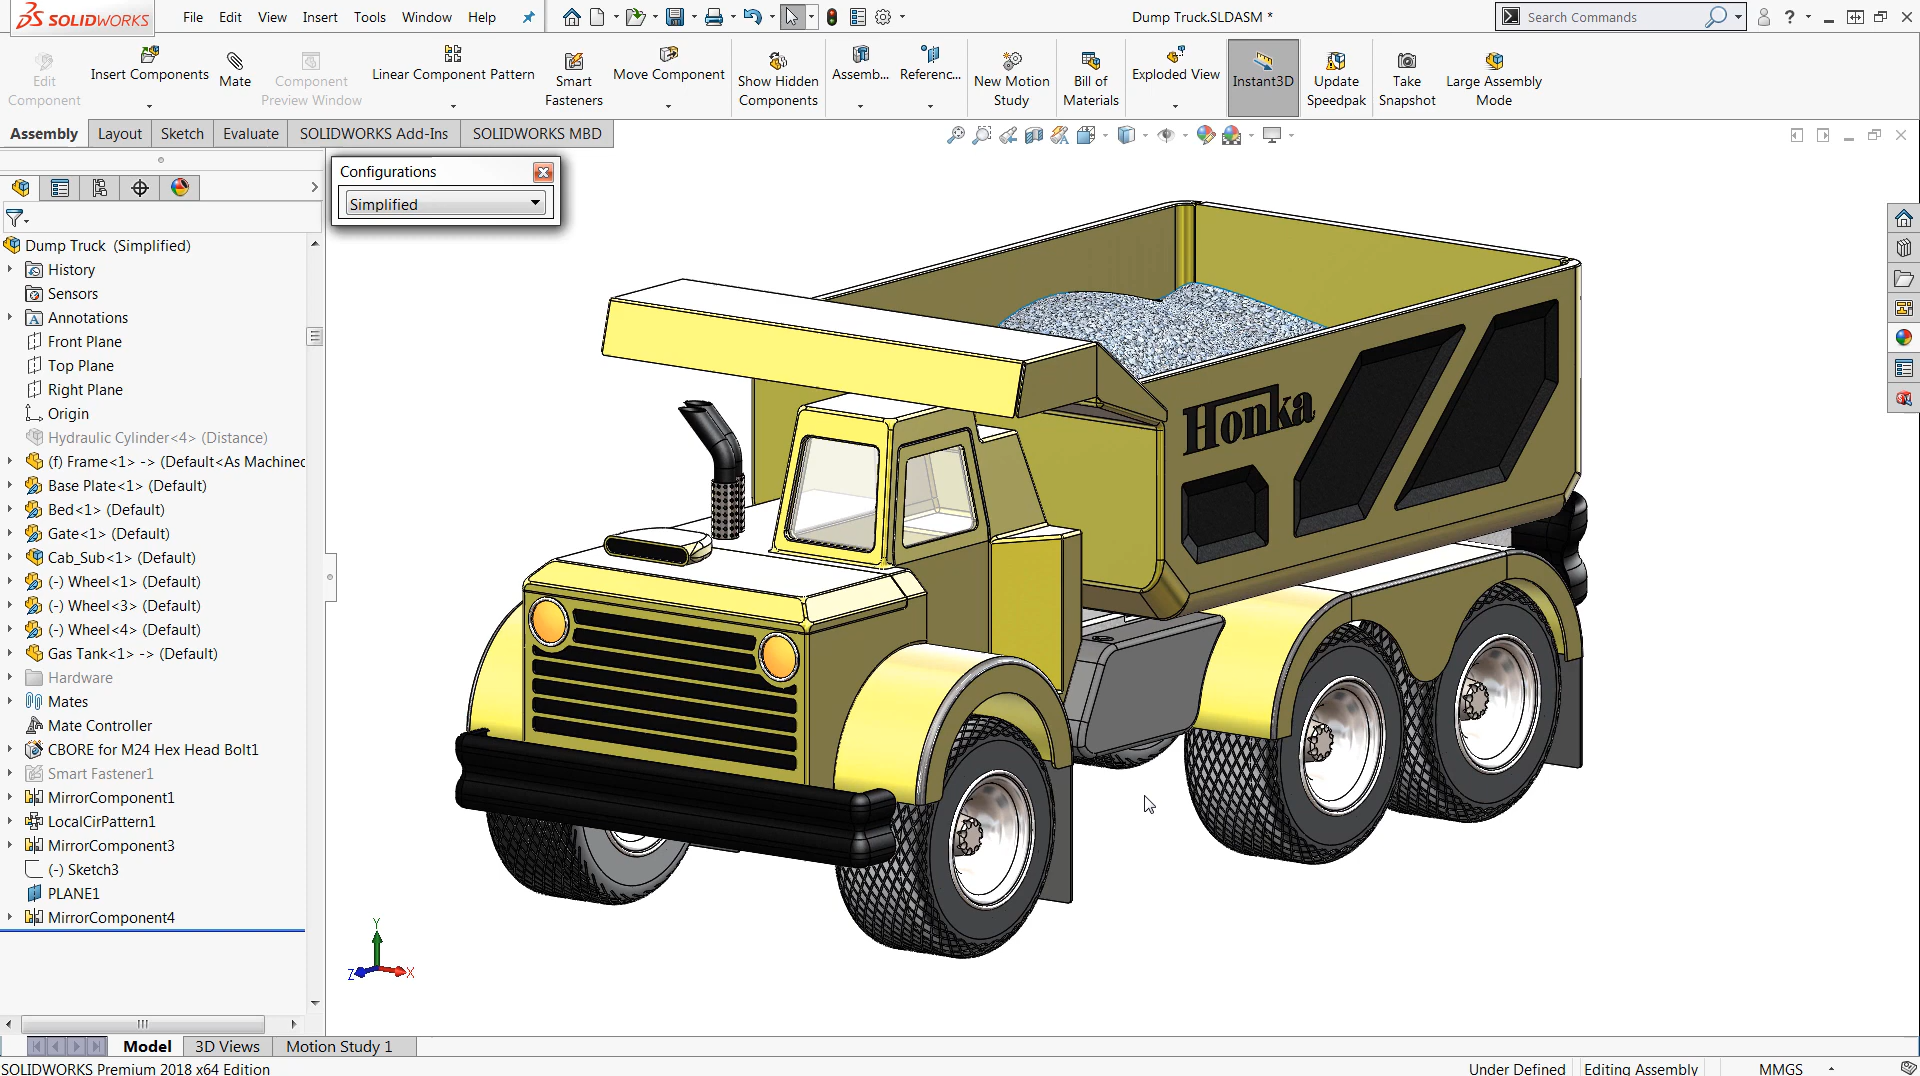 SOLIDWORKS File Edit View Insert Tools Window Help Dump Truck.SLDASM * Search Commands ?
Edit Component
Insert Components
Mate
Component Preview Window
Linear Component Pattern
Smart Fasteners
Move Component
Show Hidden Components
Assemb...
Referenc...
New Motion Study
Bill of Materials
Exploded View
Instant3D
Update Speedpak
Take Snapshot
Large Assembly Mode
Assembly Layout Sketch Evaluate SOLIDWORKS Add-Ins SOLIDWORKS MBD
Configurations
Simplified
Dump Truck (Simplified)
History
Sensors
Annotations
Front Plane
Top Plane
Right Plane
Origin
Hydraulic Cylinder<4> (Distance)
(f) Frame<1> -> (Default<As Machined
Base Plate<1> (Default)
Bed<1> (Default)
Gate<1> (Default)
Cab_Sub<1> (Default)
(-) Wheel<1> (Default)
(-) Wheel<3> (Default)
(-) Wheel<4> (Default)
Gas Tank<1> -> (Default)
Hardware
Mates
Mate Controller
CBORE for M24 Hex Head Bolt1
Smart Fastener1
MirrorComponent1
LocalCirPattern1
MirrorComponent3
(-) Sketch3
PLANE1
MirrorComponent4
Honka
Y
Z
X
Model 3D Views Motion Study 1
SOLIDWORKS Premium 2018 x64 Edition Under Defined Editing Assembly MMGS